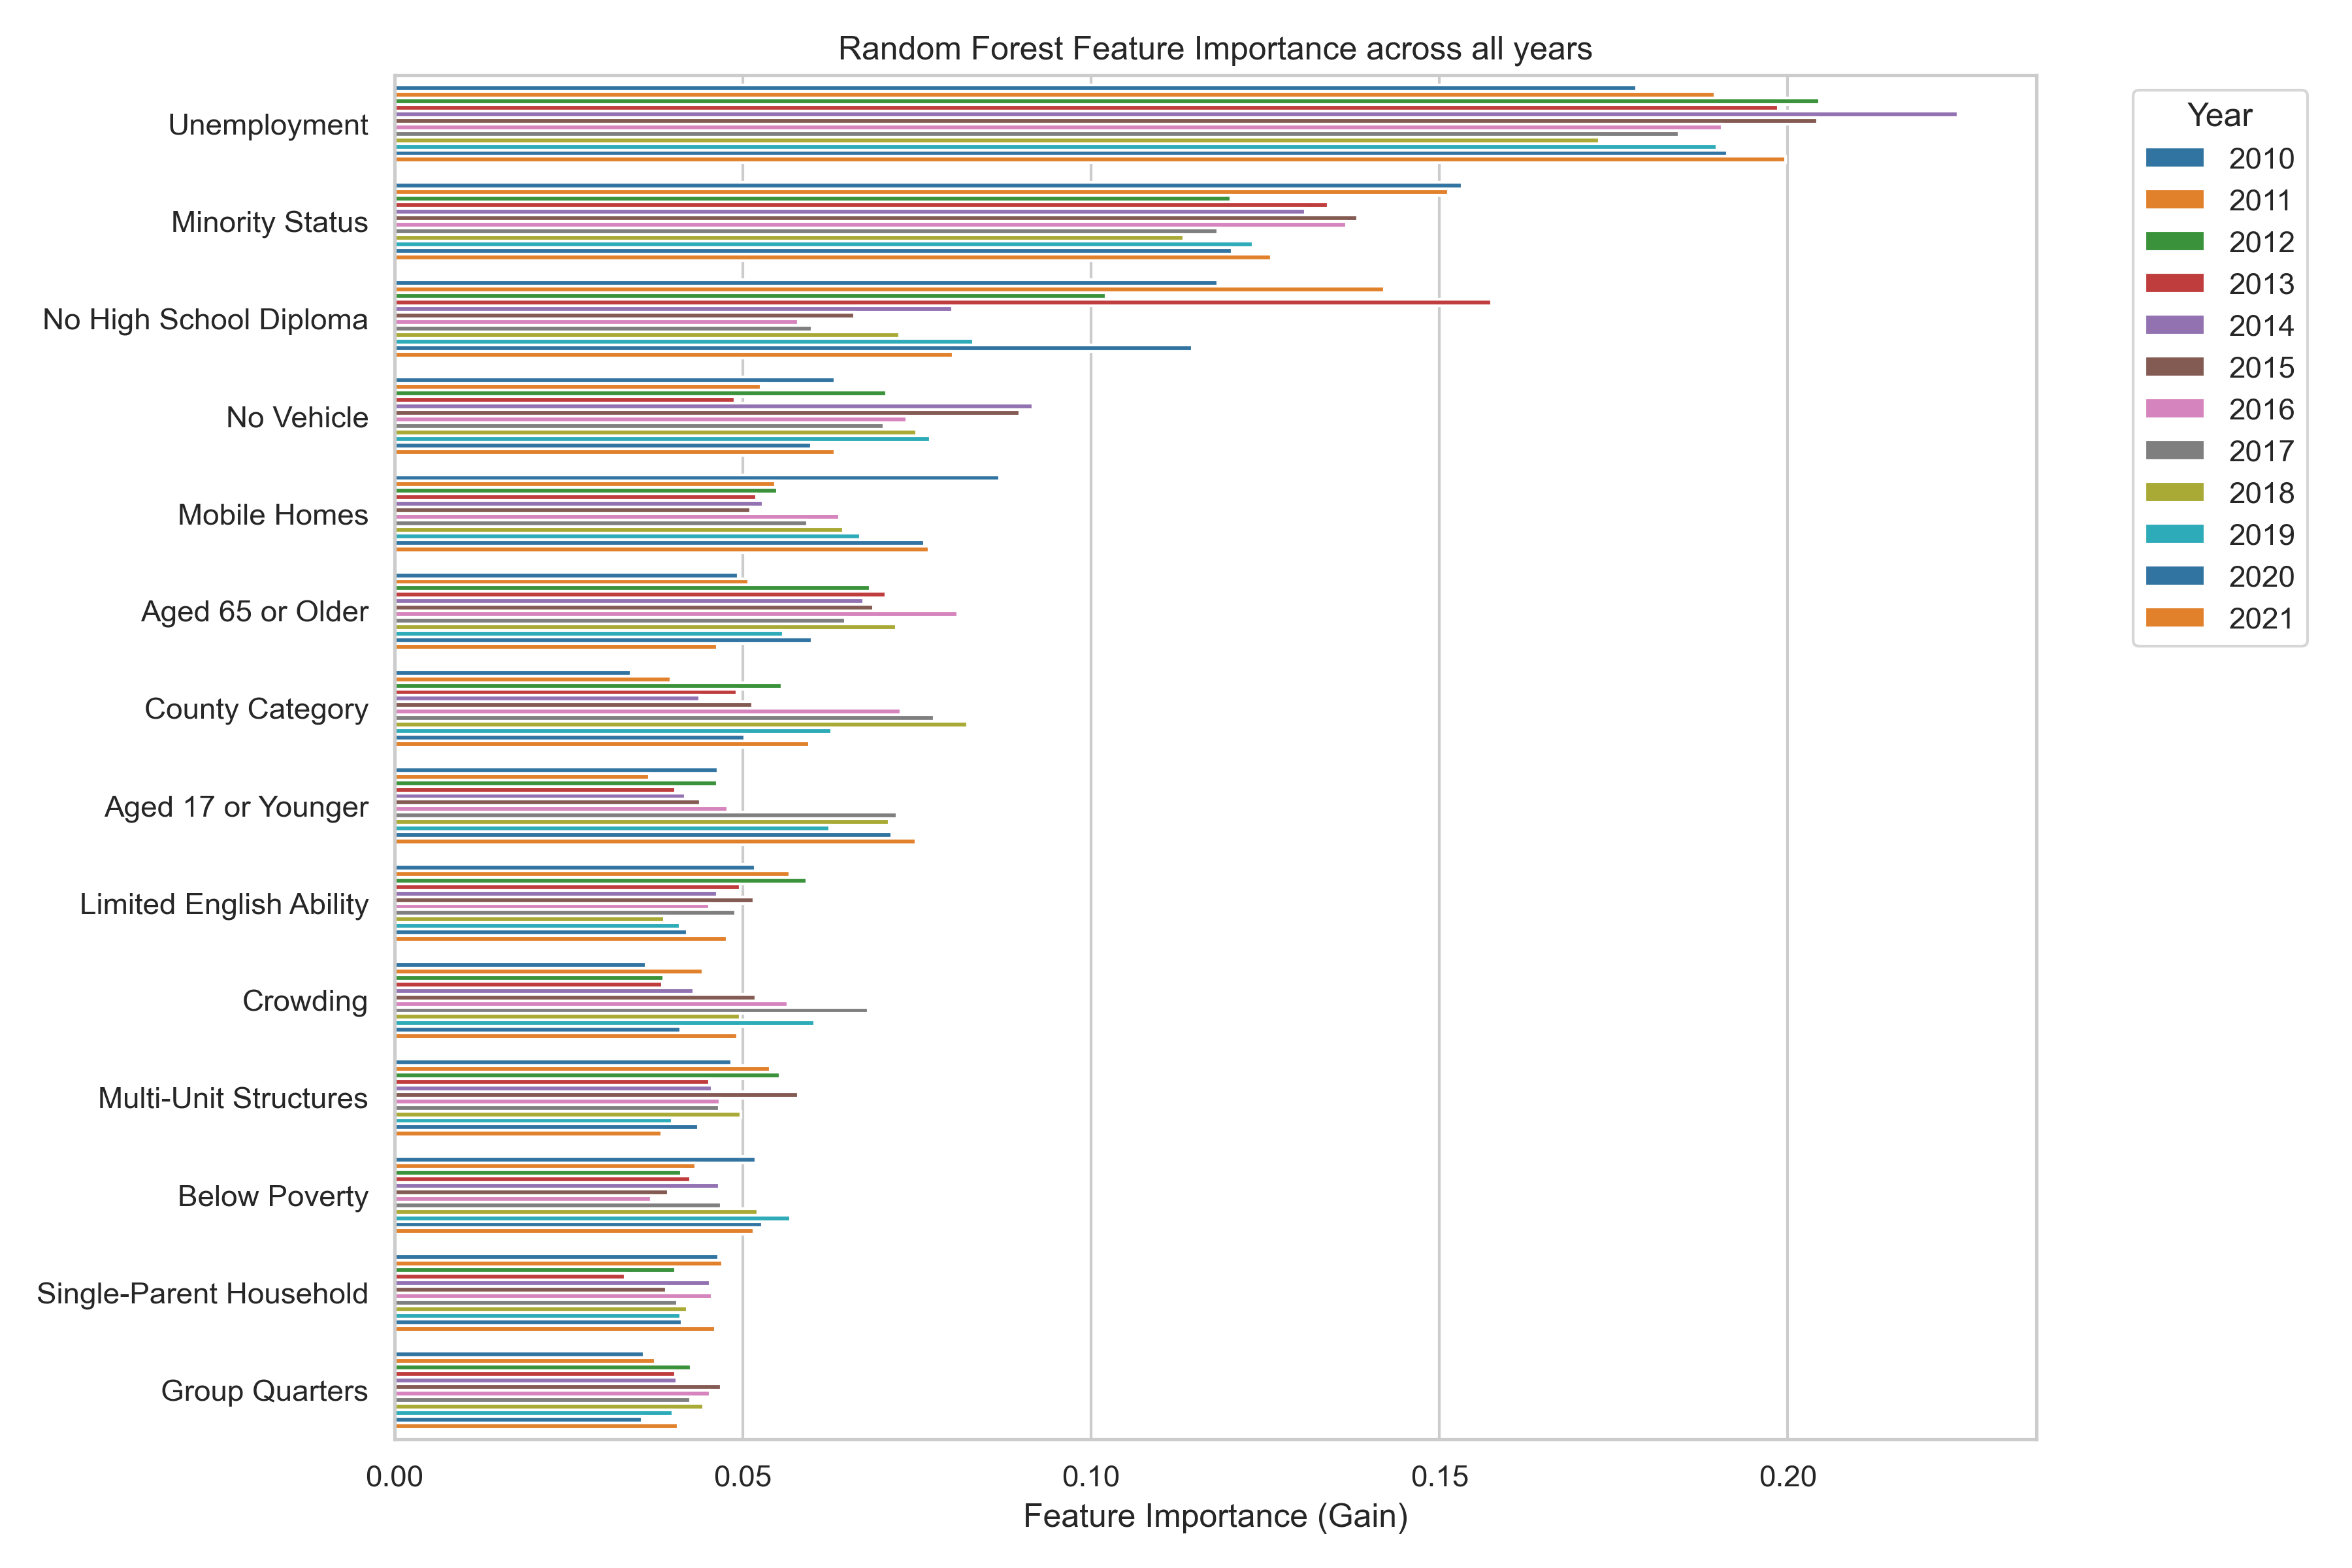 Random Forest Feature Importance across all years
Unemployment
Minority Status
No High School Diploma
No Vehicle
Mobile Homes
Aged 65 or Older
County Category
Aged 17 or Younger
Limited English Ability
Crowding
Multi-Unit Structures
Below Poverty
Single-Parent Household
Group Quarters
0.00 0.05 0.10 0.15 0.20
Feature Importance (Gain)
Year
2010
2011
2012
2013
2014
2015
2016
2017
2018
2019
2020
2021